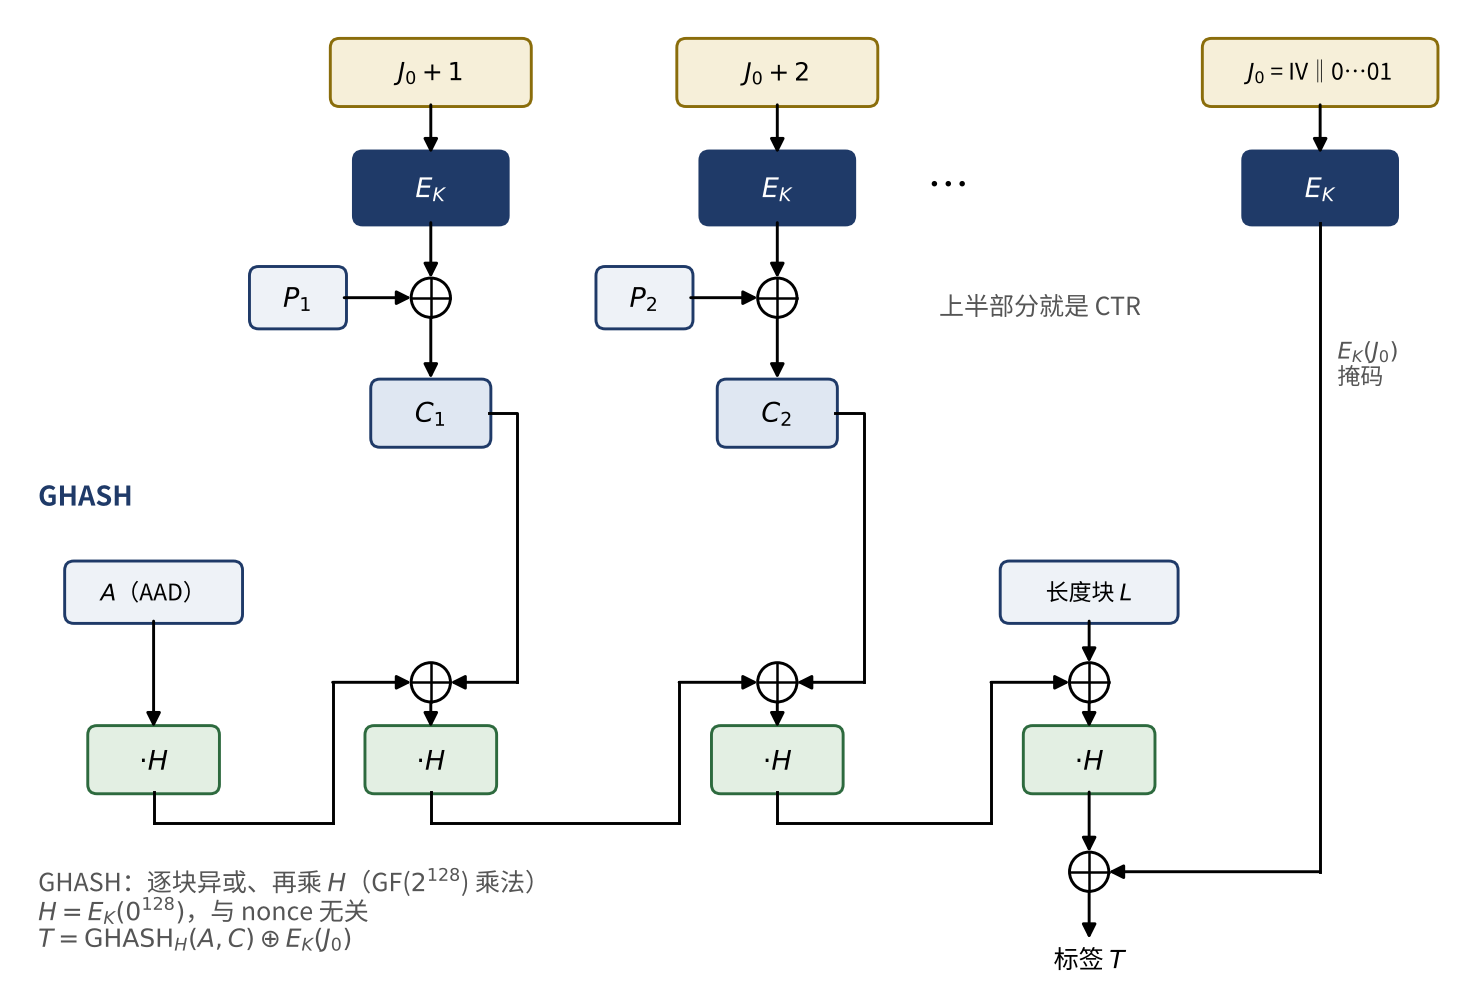 J₀ + 1
J₀ + 2
J₀ = IV ∥ 0⋯01
E_K
E_K
⋯
E_K
P₁
P₂
上半部分就是 CTR
E_K(J₀)
掩码
C₁
C₂
GHASH
A（AAD）
长度块 L
·H
·H
·H
·H
GHASH：逐块异或、再乘 H（GF(2¹²⁸) 乘法）
H = E_K(0¹²⁸)，与 nonce 无关
T = GHASH_H(A, C) ⊕ E_K(J₀)
标签 T